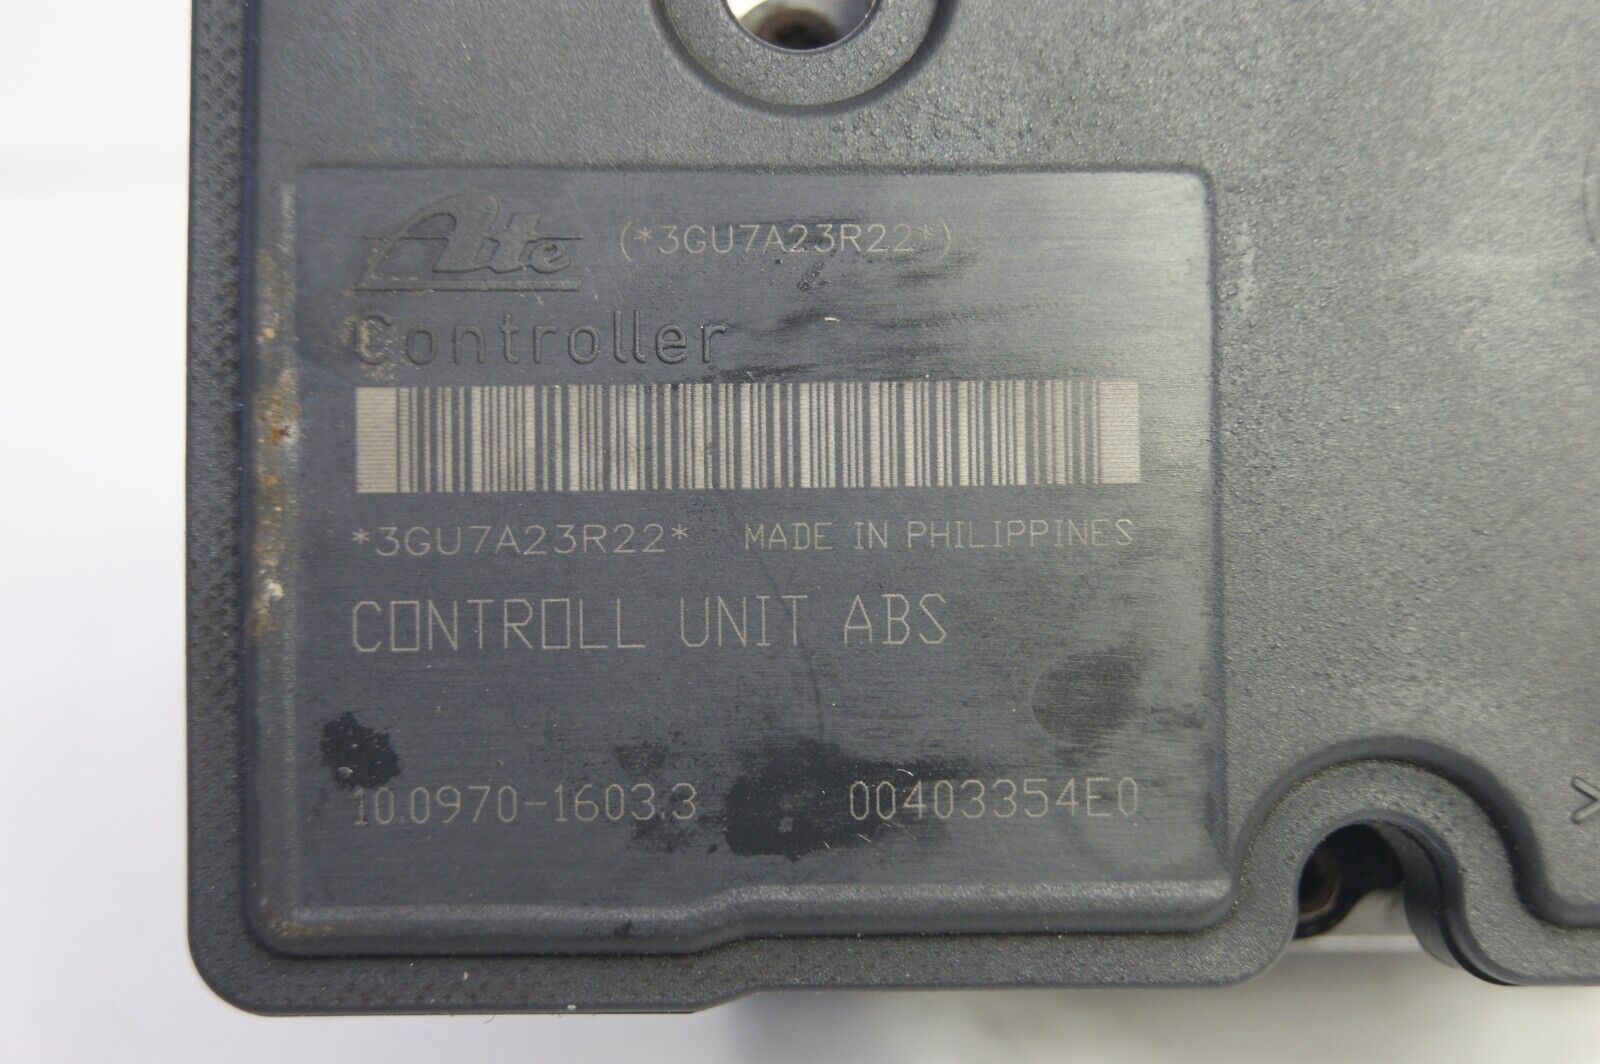 Ate (*3GU7A23R22*)
Controller
*3GU7A23R22* MADE IN PHILIPPINES
CONTROLL UNIT ABS
10.0970-1603.3 00403354E0
>